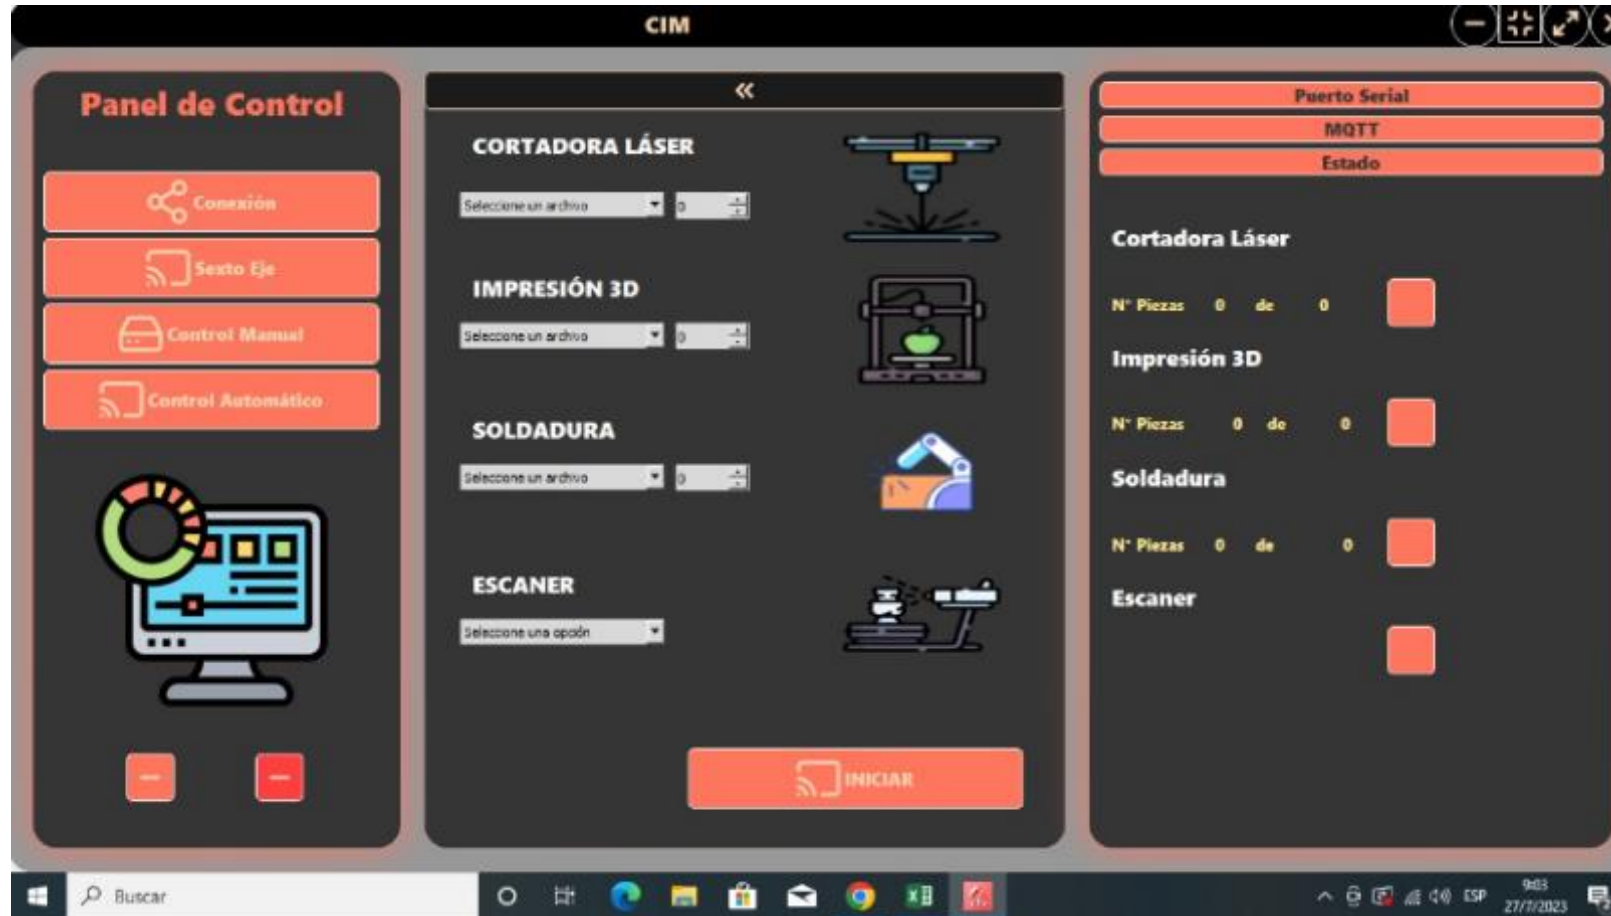 CIM
Panel de Control
Conexión
Sexto Eje
Control Manual
Control Automático
«
CORTADORA LÁSER
Seleccione un archivo 0
IMPRESIÓN 3D
Seleccione un archivo 0
SOLDADURA
Seleccione un archivo 0
ESCANER
Seleccione una opción
INICIAR
Puerto Serial
MQTT
Estado
Cortadora Láser
N° Piezas 0 de 0
Impresión 3D
N° Piezas 0 de 0
Soldadura
N° Piezas 0 de 0
Escaner
Buscar
ESP
9:03
27/7/2023